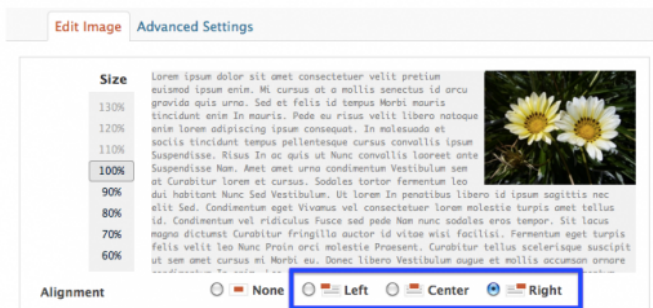 Edit Image Advanced Settings
Size
130%
120%
110%
100%
90%
80%
70%
60%
Lorem ipsum dolor sit amet consectetuer velit pretium
euismod ipsum enim. Mi cursus at a mollis senectus id arcu
gravida quis urna. Sed et felis id tempus Morbi mauris
tincidunt enim In mauris. Pede eu risus velit libero natoque
enim lorem adipiscing ipsum consequat. In malesuada et
sociis tincidunt tempus pellentesque cursus convallis ipsum
Suspendisse. Risus In ac quis ut Nunc convallis laoreet ante
Suspendisse Nam. Amet amet urna condimentum Vestibulum sem
at Curabitur lorem et cursus. Sodales tortor fermentum leo
dui habitant Nunc Sed Vestibulum. Ut lorem In penatibus libero id ipsum sagittis nec
elit Sed. Condimentum eget Vivamus vel consectetuer lorem molestie turpis amet tellus
id. Condimentum vel ridiculus Fusce sed pede Nam nunc sodales eros tempor. Sit lacus
magna dictumst Curabitur fringilla auctor id vitae wisi facilisi. Fermentum eget turpis
felis velit leo Nunc Proin orci molestie Praesent. Curabitur tellus scelerisque suscipit
ut sem amet cursus mi Morbi eu. Donec libero Vestibulum augue et mollis accumsan ornare
Alignment None Left Center Right